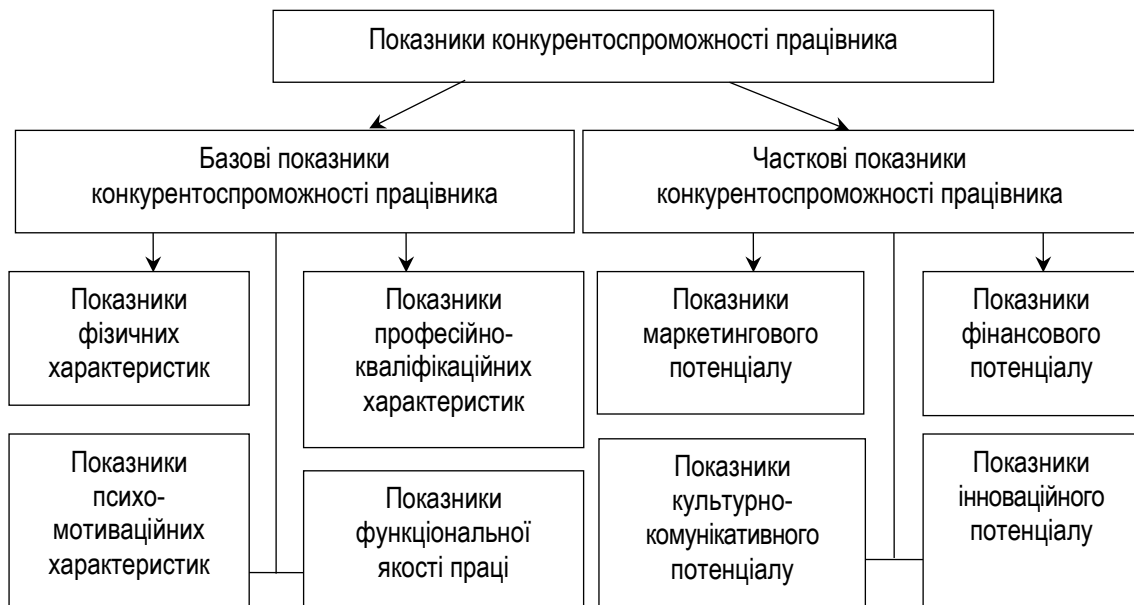 Показники конкурентоспроможності працівника
Базові показники
конкурентоспроможності працівника
Часткові показники
конкурентоспроможності працівника
Показники
фізичних
характеристик
Показники
професійно-
кваліфікаційних
характеристик
Показники
маркетингового
потенціалу
Показники
фінансового
потенціалу
Показники
психо-
мотиваційних
характеристик
Показники
функціональної
якості праці
Показники
культурно-
комунікативного
потенціалу
Показники
інноваційного
потенціалу